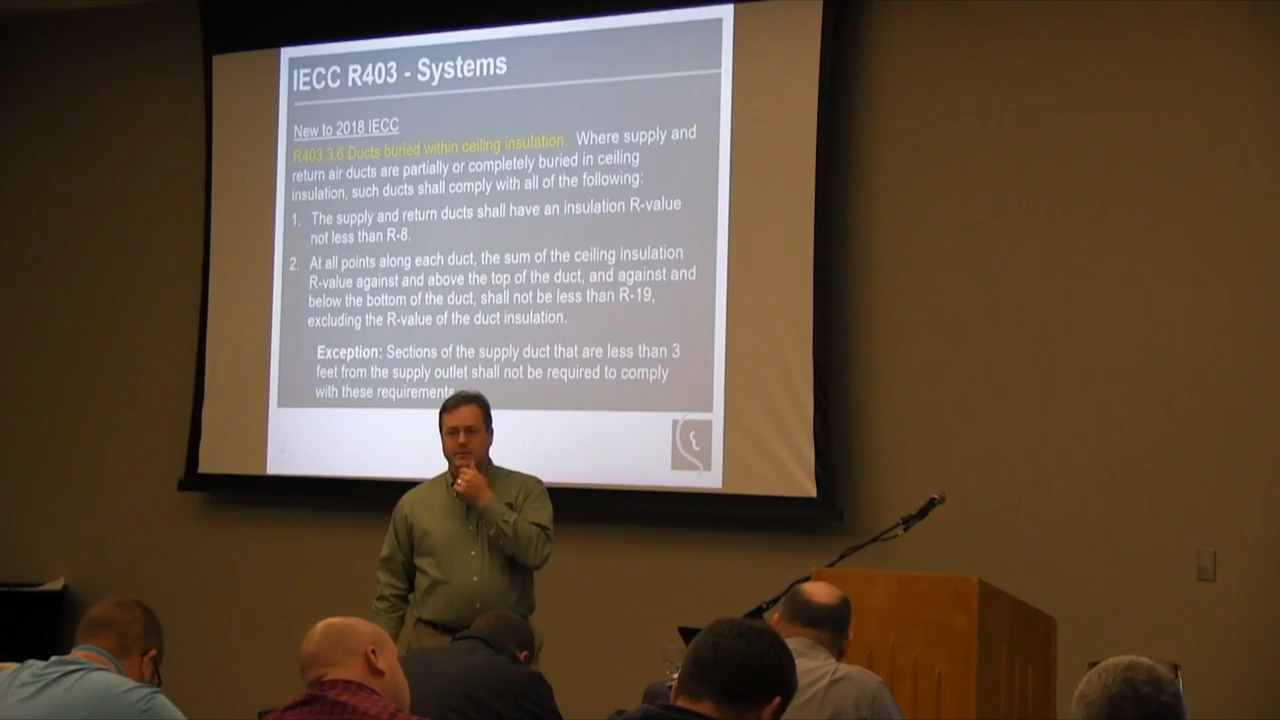 IECC R403 - Systems
New to 2018 IECC
R403.3.6 Ducts buried within ceiling insulation. Where supply and
return air ducts are partially or completely buried in ceiling
insulation, such ducts shall comply with all of the following:
1. The supply and return ducts shall have an insulation R-value
not less than R-8.
2. At all points along each duct, the sum of the ceiling insulation
R-value against and above the top of the duct, and against and
below the bottom of the duct, shall not be less than R-19,
excluding the R-value of the duct insulation.
Exception: Sections of the supply duct that are less than 3
feet from the supply outlet shall not be required to comply
with these requirements